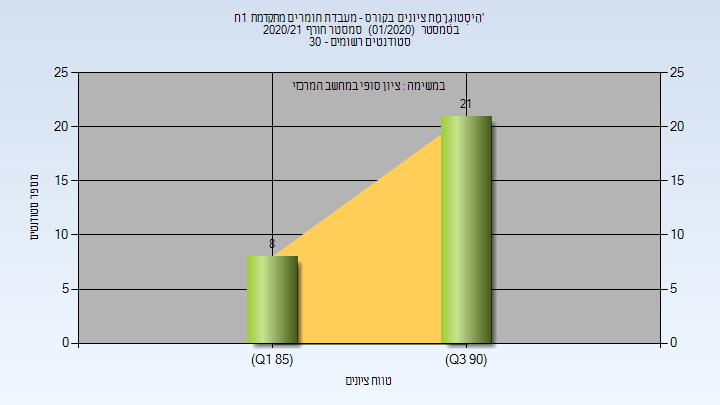 הִיסְטוֹגְרָמַת ציונים בקורס - מעבדת חומרים מתקדמת 1ח'
בסמסטר (01/2020) סמסטר חורף 2020/21
סטודנטים רשומים - 30
במשימה : ציון סופי במחשב המרכזי
25 25
21
20 20
15 15
מספר סטודנטים
10 10
8
5 5
0 0
(Q1 85) (Q3 90)
טווח ציונים